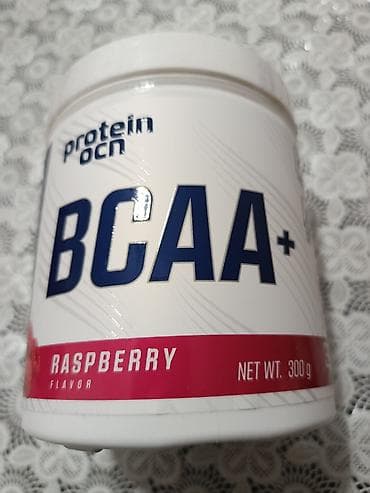 protein
ocn
BCAA+
RASPBERRY
FLAVOR
NET WT. 300 g